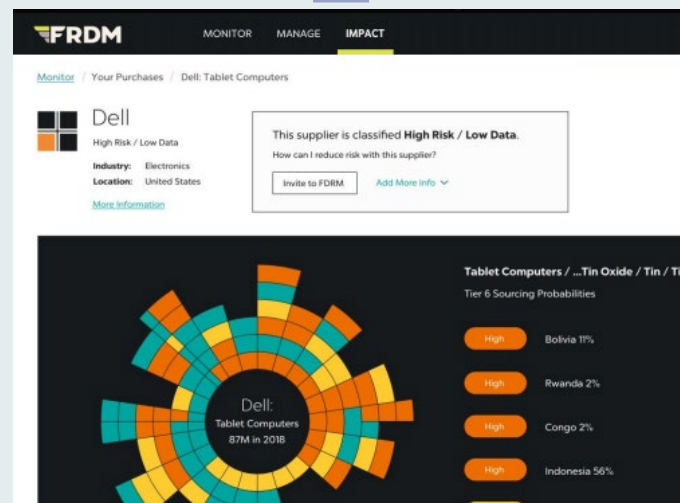 FRDM
MONITOR MANAGE IMPACT
Monitor / Your Purchases / Dell: Tablet Computers
Dell
High Risk / Low Data
Industry: Electronics
Location: United States
More Information
This supplier is classified High Risk / Low Data.
How can I reduce risk with this supplier?
Invite to FDRM Add More Info
Dell:
Tablet Computers
87M in 2018
Tablet Computers / ...Tin Oxide / Tin / Ti
Tier 6 Sourcing Probabilities
High Bolivia 11%
High Rwanda 2%
High Congo 2%
High Indonesia 56%